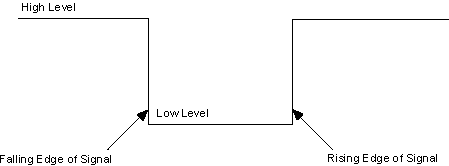 High Level
Low Level
Falling Edge of Signal
Rising Edge of Signal